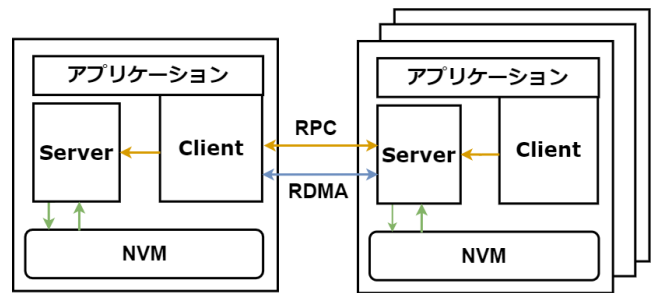 アプリケーション
Server
Client
NVM
RPC
RDMA
アプリケーション
Server
Client
NVM